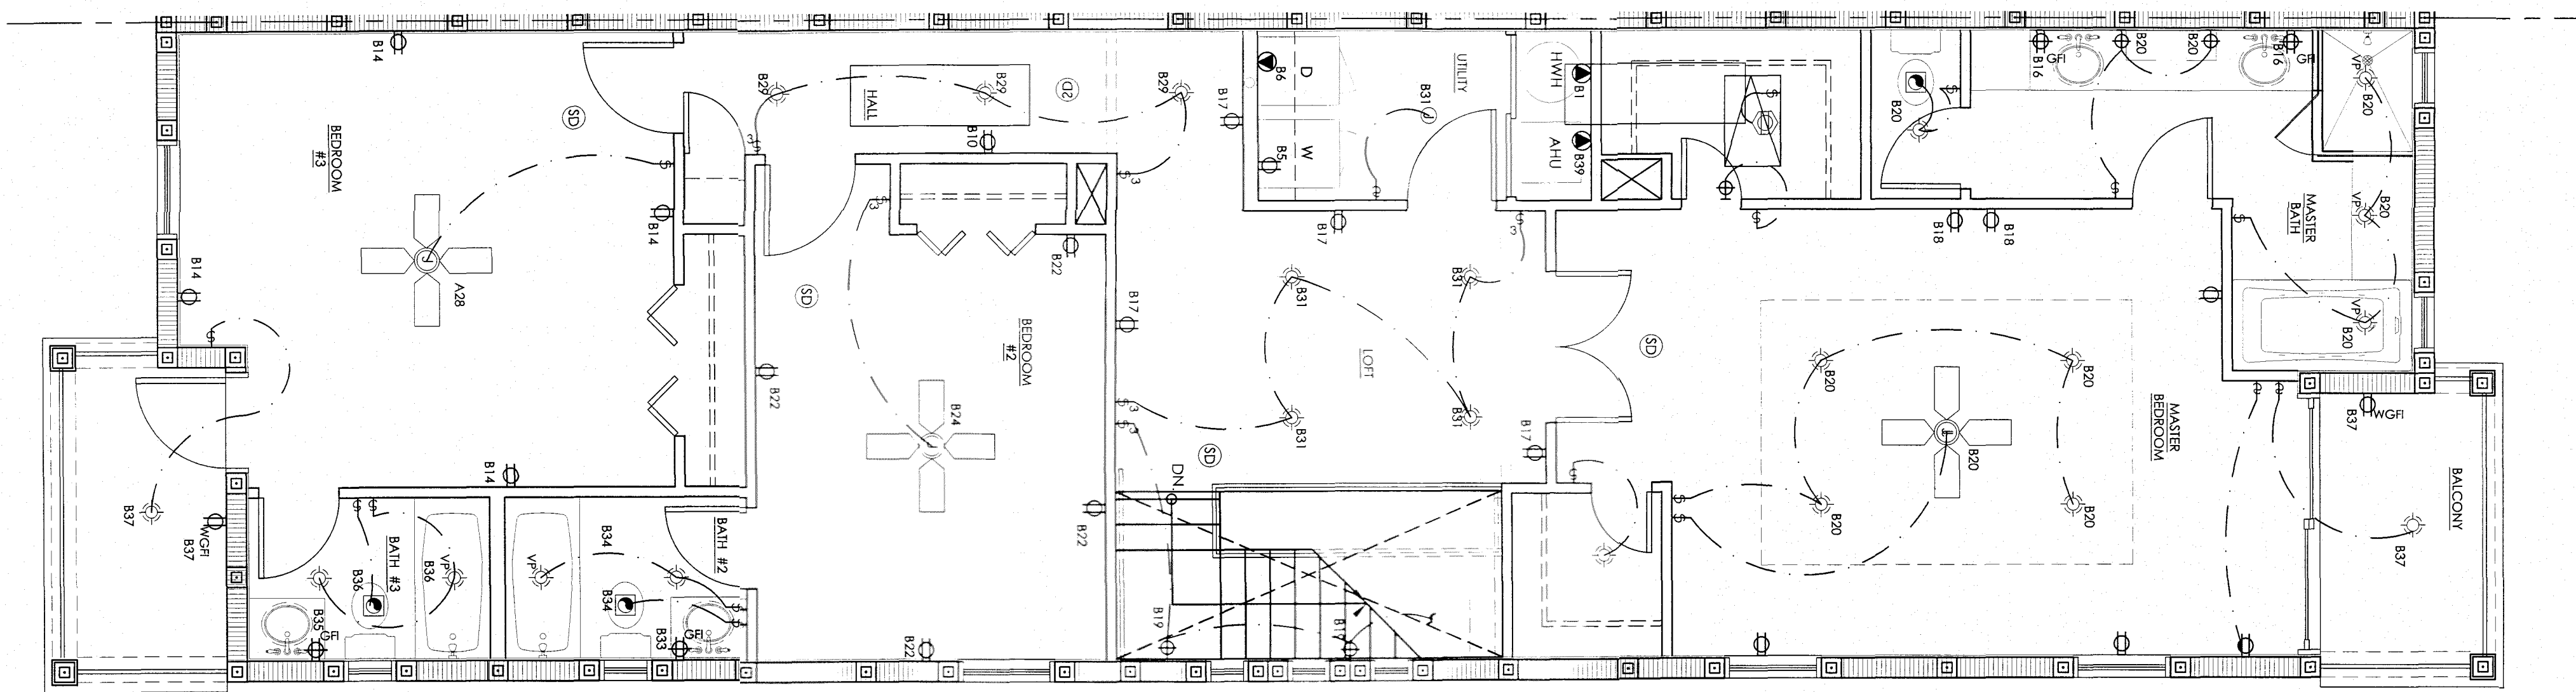 B14
BEDROOM
#3
SD
A28
B14
B14
B14
B37
WGFI
B37
BATH #3
B36
B36
VP
B35
GFI
VP
B34
B34
BATH #2
B33
GFI
B29
HALL
B29
SD
B29
B10
BEDROOM
#2
SD
B22
B22
B24
B22
B22
B17
B6
D
W
B5
UTILITY
B31
HWH
B1
AHU
B39
B17
B17
B31
B31
B31
B31
LOFT
B17
SD
DN
B19
SD
B20
B16
GFI
B20
B20
B16
GFI
VP
B20
MASTER
BATH
VP
B20
VP
B20
B18
B18
B20
B20
B20
B20
B20
MASTER
BEDROOM
B37
WGFI
BALCONY
B37